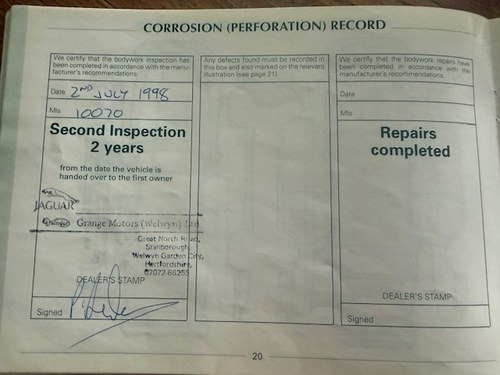 CORROSION (PERFORATION) RECORD
We certify that the bodywork inspection has
been completed in accordance with the manu-
facturer's recommendations:
Date 2ND JULY 1998
Mls 10070
Second Inspection
2 years
from the date the vehicle is
handed over to the first owner
JAGUAR
Grange Motors (Welwyn) Ltd
Great North Road,
Stanborough,
Welwyn Garden City,
Hertfordshire,
07072-66255
DEALER'S STAMP
Signed
Any defects found must be recorded in
this box and also marked on the relevant
illustration (see page 21).
We certify that the bodywork repairs have
been completed in accordance with the
manufacturer's recommendations.
Date
Mls
Repairs
completed
DEALER'S STAMP
Signed
20